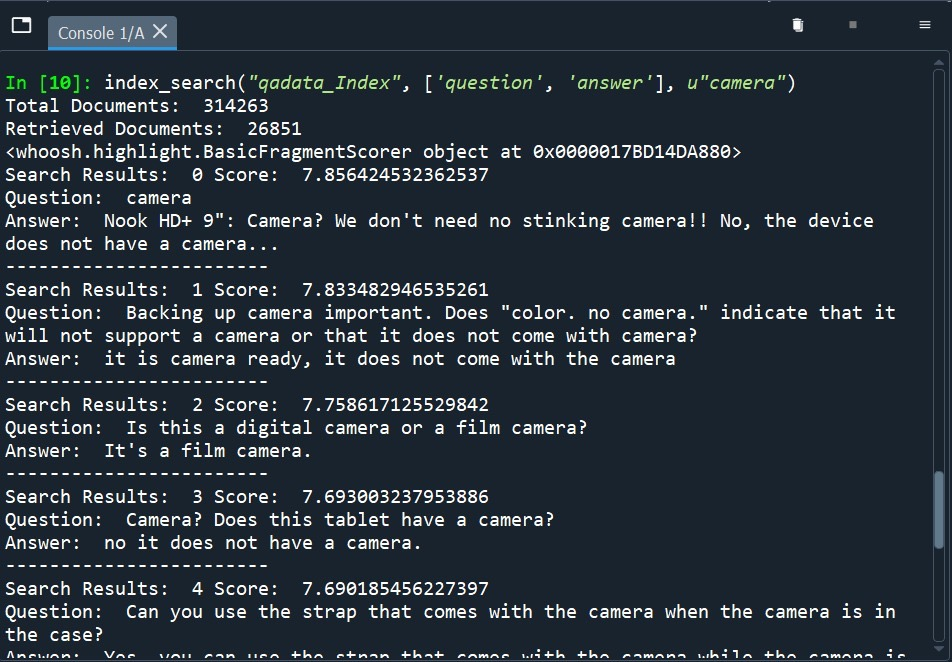 Console 1/A
In [10]: index_search("qadata_Index", ['question', 'answer'], u"camera")
Total Documents:  314263
Retrieved Documents:  26851
<whoosh.highlight.BasicFragmentScorer object at 0x0000017BD14DA880>
Search Results:  0 Score:  7.856424532362537
Question:  camera
Answer:  Nook HD+ 9": Camera? We don't need no stinking camera!! No, the device
does not have a camera...
------------------------
Search Results:  1 Score:  7.833482946535261
Question:  Backing up camera important. Does "color. no camera." indicate that it
will not support a camera or that it does not come with camera?
Answer:  it is camera ready, it does not come with the camera
------------------------
Search Results:  2 Score:  7.758617125529842
Question:  Is this a digital camera or a film camera?
Answer:  It's a film camera.
------------------------
Search Results:  3 Score:  7.693003237953886
Question:  Camera? Does this tablet have a camera?
Answer:  no it does not have a camera.
------------------------
Search Results:  4 Score:  7.690185456227397
Question:  Can you use the strap that comes with the camera when the camera is in
the case?
Answer:  Yes, you can use the strap that comes with the camera while the camera is